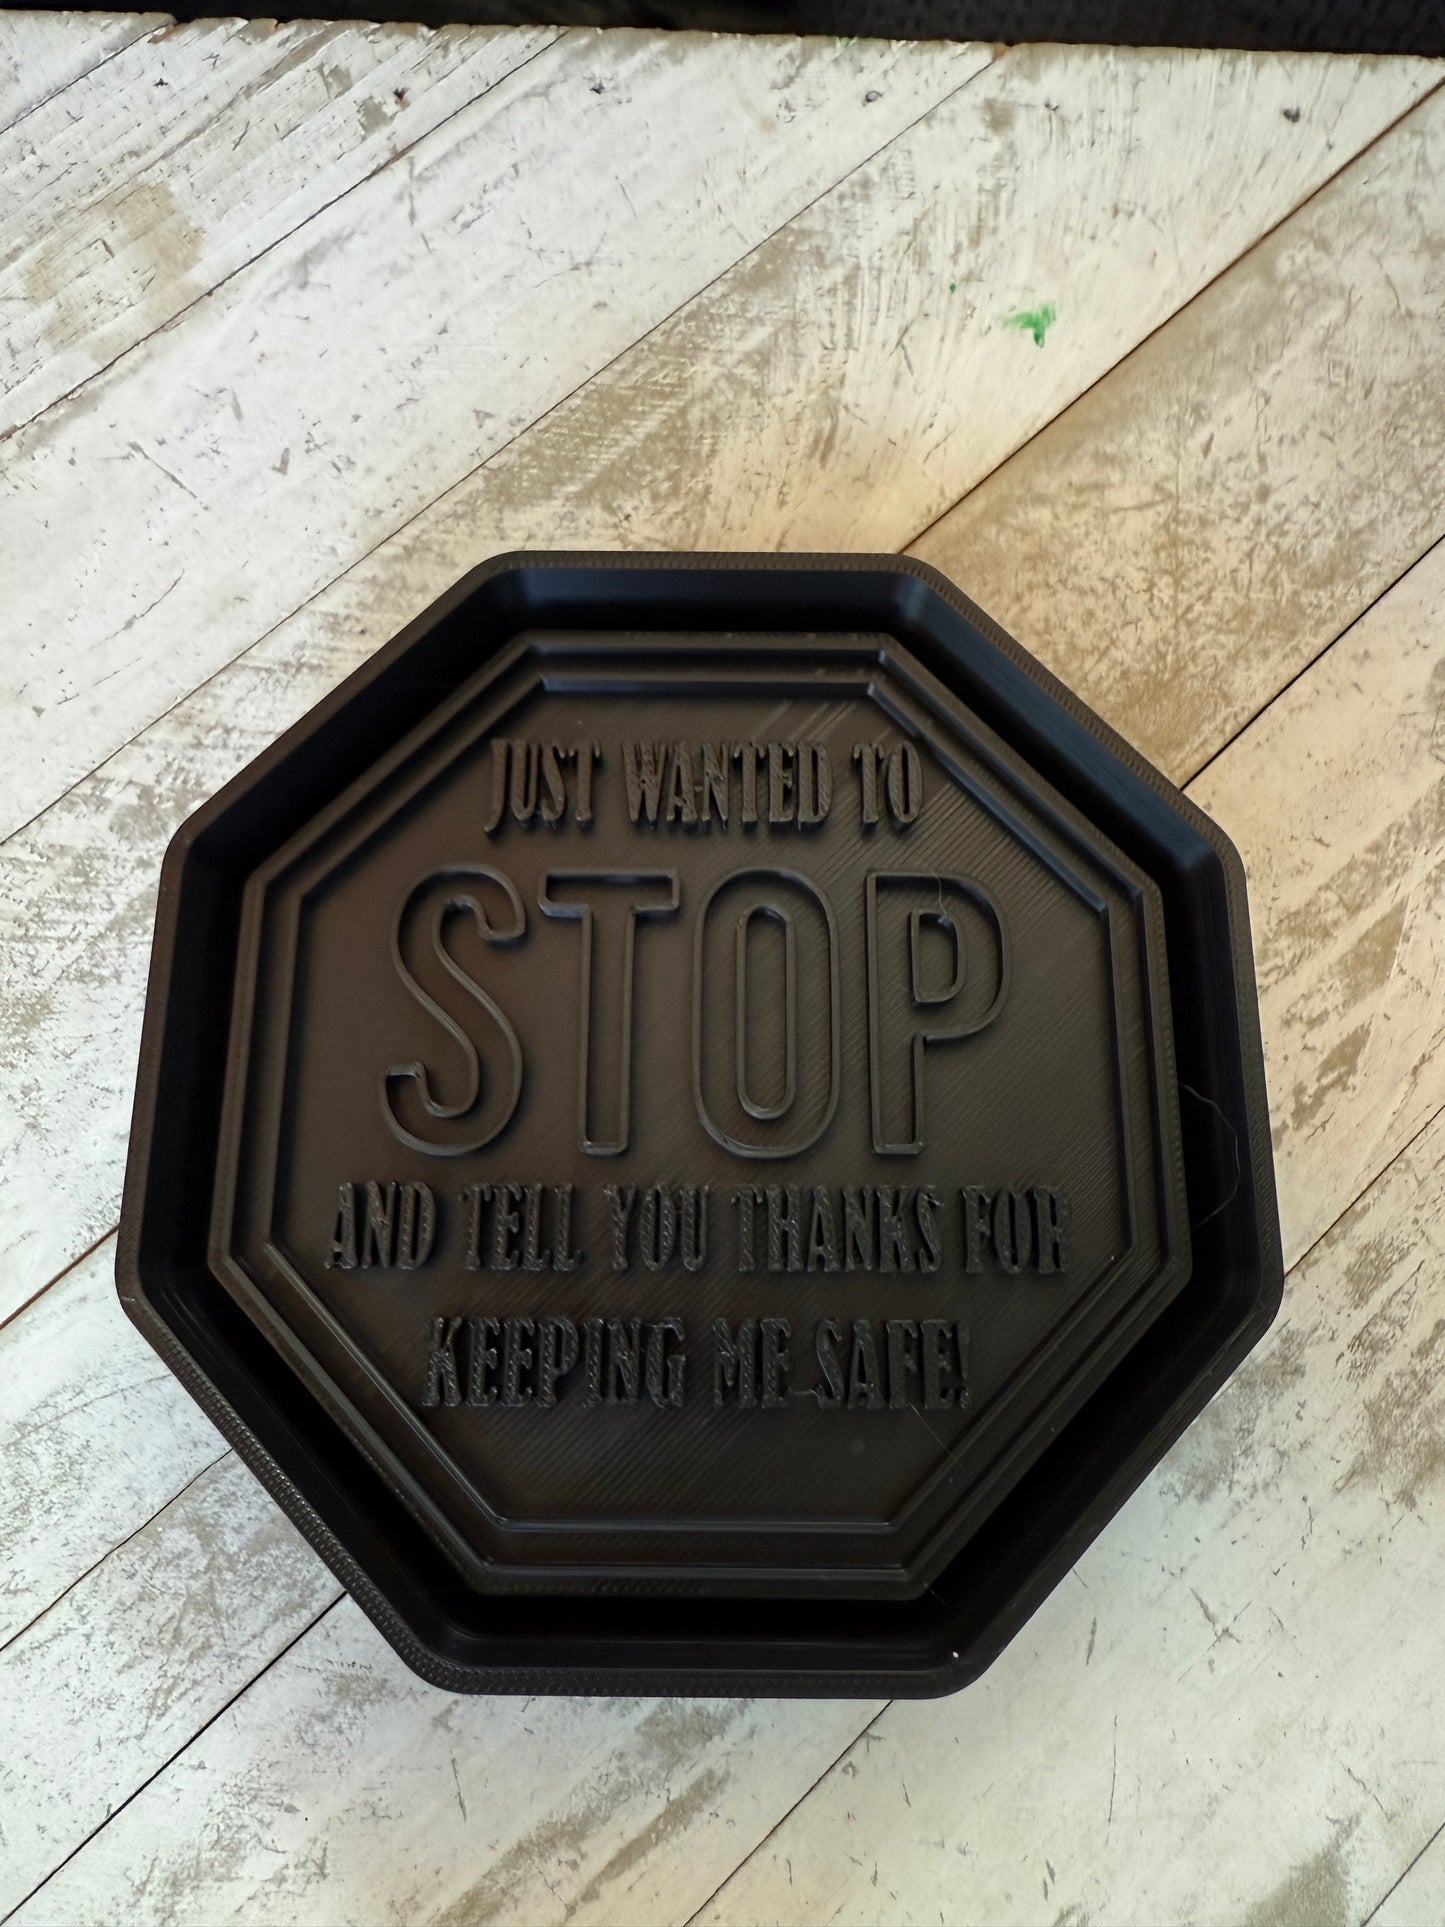 JUST WANTED TO
STOP
AND TELL YOU THANKS FOR
KEEPING ME SAFE!